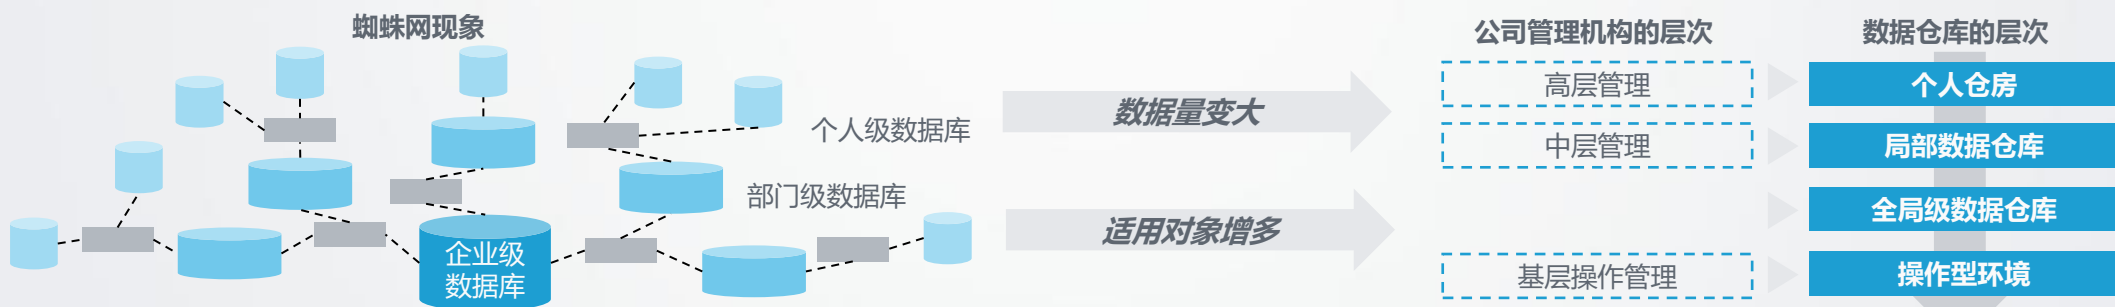 蜘蛛网现象
个人级数据库
部门级数据库
企业级
数据库
数据量变大
适用对象增多
公司管理机构的层次
数据仓库的层次
高层管理
个人仓房
中层管理
局部数据仓库
全局级数据仓库
基层操作管理
操作型环境